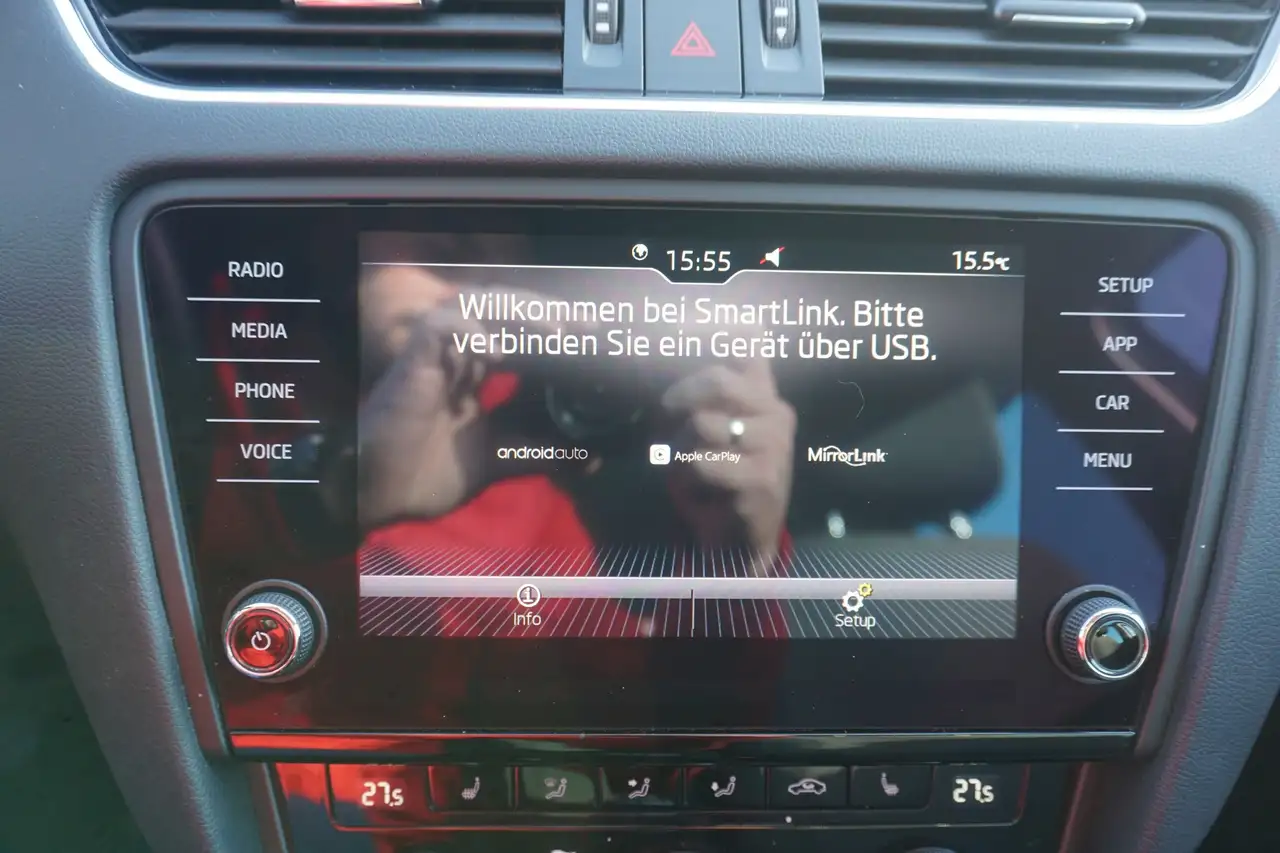 15:55
15.5°C
RADIO
MEDIA
PHONE
VOICE
Willkommen bei SmartLink. Bitte
verbinden Sie ein Gerät über USB.
androidauto
Apple CarPlay
MirrorLink
Info
Setup
SETUP
APP
CAR
MENU
27.5
27.5